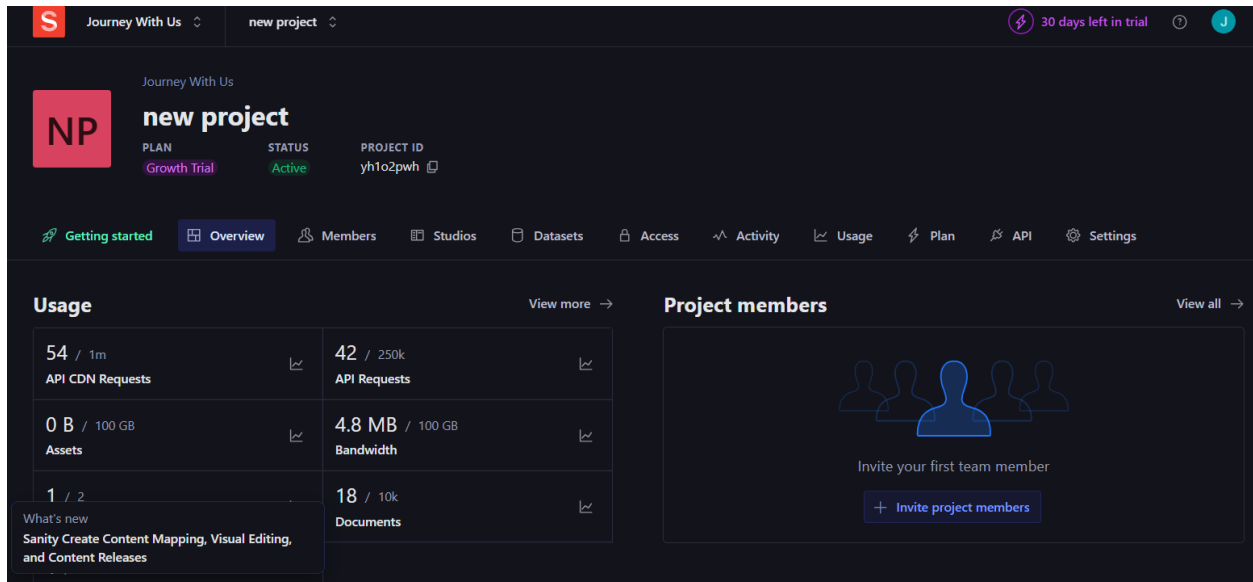 S
Journey With Us
new project
30 days left in trial
?
J
NP
Journey With Us
new project
PLAN
STATUS
PROJECT ID
Growth Trial
Active
yh1o2pwh
Getting started
Overview
Members
Studios
Datasets
Access
Activity
Usage
Plan
API
Settings
Usage
View more →
54 / 1m
API CDN Requests
42 / 250k
API Requests
0 B / 100 GB
Assets
4.8 MB / 100 GB
Bandwidth
1 / 2
18 / 10k
Documents
What's new
Sanity Create Content Mapping, Visual Editing,
and Content Releases
Project members
View all →
Invite your first team member
+ Invite project members